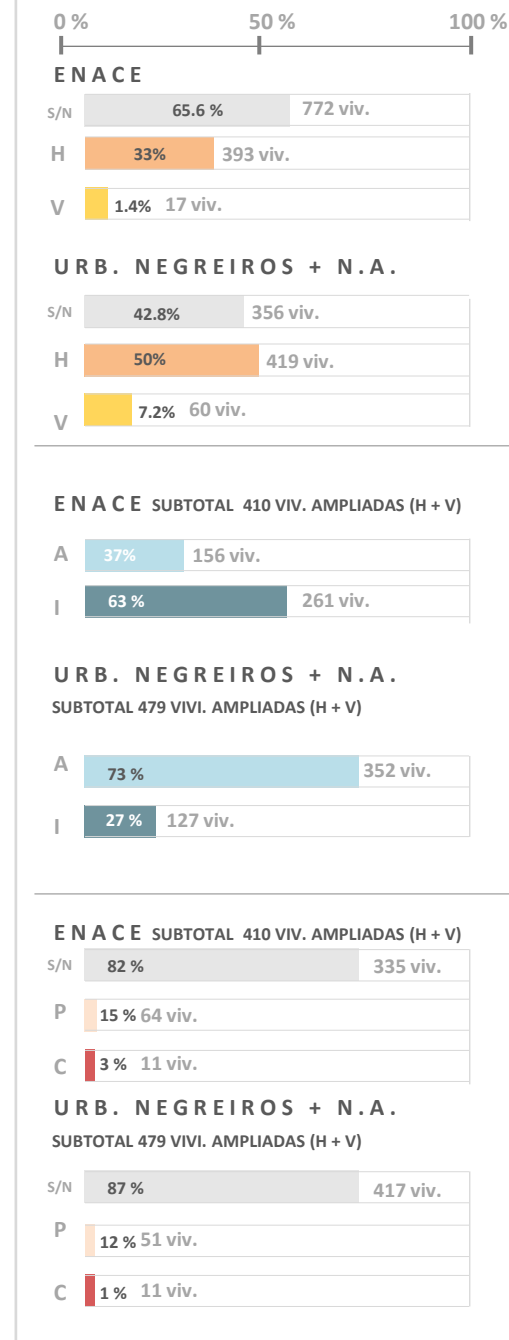 0 % 50 % 100 %
ENACE
S/N 65.6 % 772 viv.
H 33% 393 viv.
V 1.4% 17 viv.
URB. NEGREIROS + N.A.
S/N 42.8% 356 viv.
H 50% 419 viv.
V 7.2% 60 viv.
ENACE SUBTOTAL 410 VIV. AMPLIADAS (H + V)
A 37% 156 viv.
I 63 % 261 viv.
URB. NEGREIROS + N.A.
SUBTOTAL 479 VIVI. AMPLIADAS (H + V)
A 73 % 352 viv.
I 27 % 127 viv.
ENACE SUBTOTAL 410 VIV. AMPLIADAS (H + V)
S/N 82 % 335 viv.
P 15 % 64 viv.
C 3 % 11 viv.
URB. NEGREIROS + N.A.
SUBTOTAL 479 VIVI. AMPLIADAS (H + V)
S/N 87 % 417 viv.
P 12 % 51 viv.
C 1 % 11 viv.